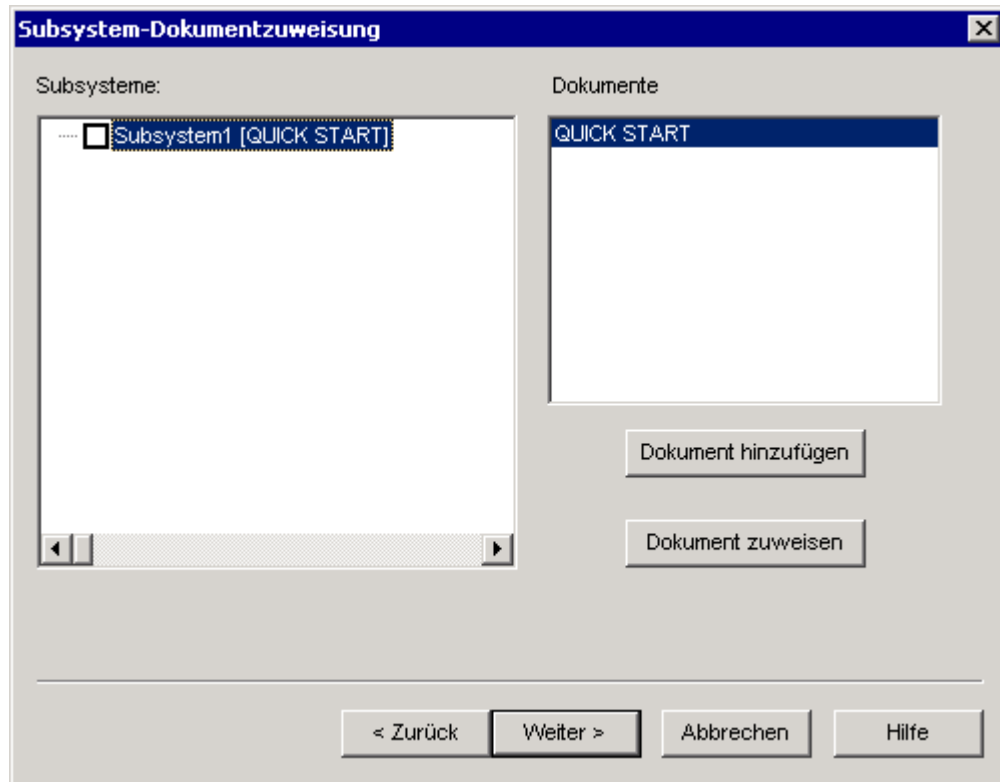 Subsystem-Dokumentzuweisung
Subsysteme:
Dokumente
Subsystem1 [QUICK START]
QUICK START
Dokument hinzufügen
Dokument zuweisen
< Zurück
Weiter >
Abbrechen
Hilfe